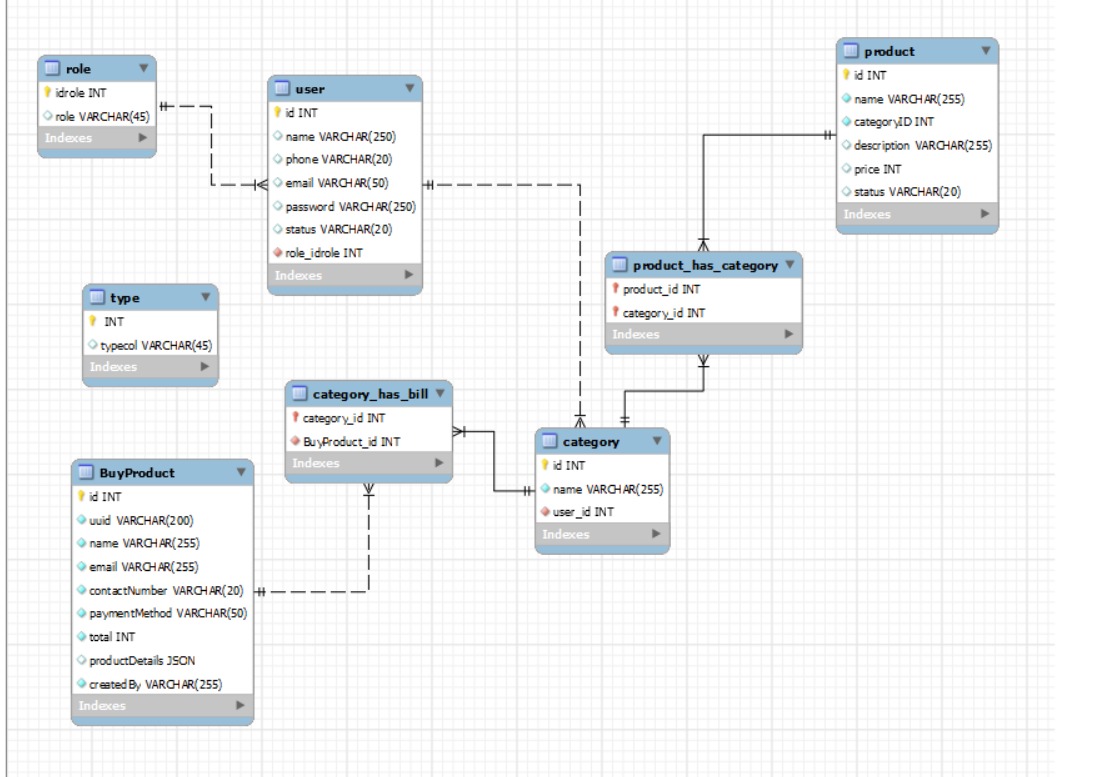 role
idrole INT
role VARCHAR(45)
Indexes
user
id INT
name VARCHAR(250)
phone VARCHAR(20)
email VARCHAR(50)
password VARCHAR(250)
status VARCHAR(20)
role_idrole INT
Indexes
product
id INT
name VARCHAR(255)
categoryID INT
description VARCHAR(255)
price INT
status VARCHAR(20)
Indexes
product_has_category
product_id INT
category_id INT
Indexes
type
INT
typecol VARCHAR(45)
Indexes
category_has_bill
category_id INT
BuyProduct_id INT
Indexes
category
id INT
name VARCHAR(255)
user_id INT
Indexes
BuyProduct
id INT
uuid VARCHAR(200)
name VARCHAR(255)
email VARCHAR(255)
contactNumber VARCHAR(20)
paymentMethod VARCHAR(50)
total INT
productDetails JSON
createdBy VARCHAR(255)
Indexes